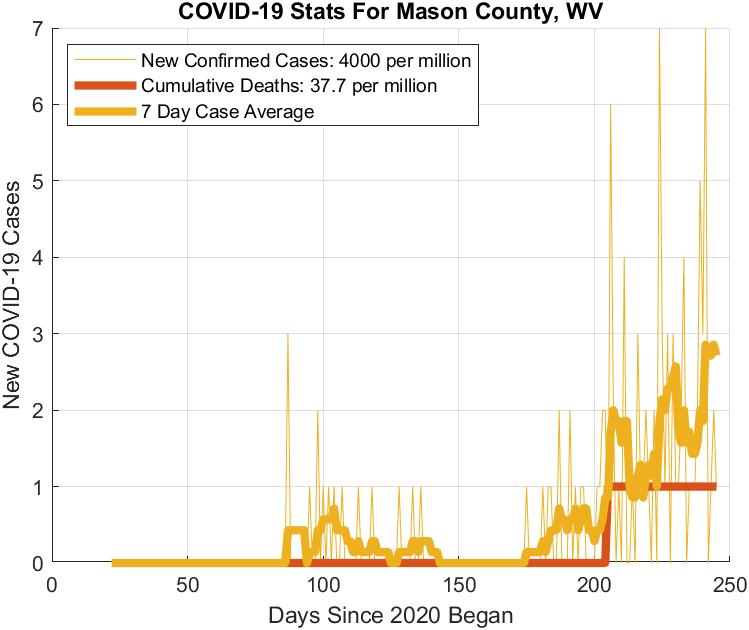 COVID-19 Stats For Mason County, WV
New Confirmed Cases: 4000 per million
Cumulative Deaths: 37.7 per million
7 Day Case Average
7
6
5
4
3
2
1
0
New COVID-19 Cases
0 50 100 150 200 250
Days Since 2020 Began